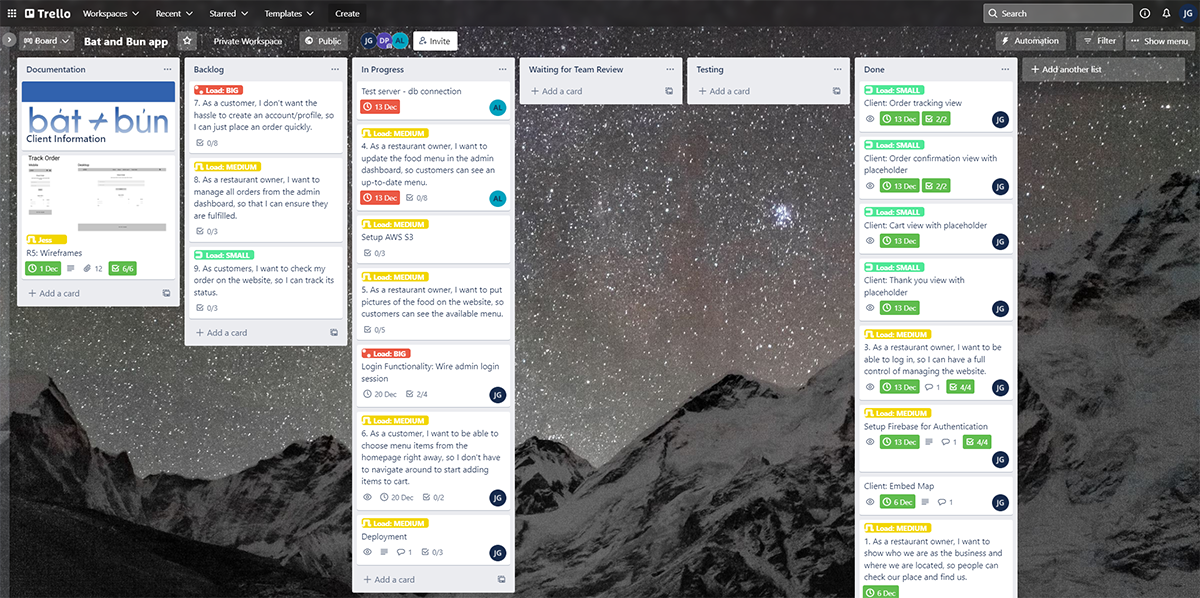 Trello Workspaces Recent Starred Templates Create Search JG
Board Bat and Bun app Private Workspace Public JG DP AL Invite Automation Filter Show menu
Documentation
bát ≠ bún
Client Information
Track Order
Mobile Desktop
Jess
R5: Wireframes
1 Dec 12 6/6
+ Add a card
Backlog
Load: BIG
7. As a customer, I don't want the
hassle to create an account/profile, so
I can just place an order quickly.
0/8
Load: MEDIUM
8. As a restaurant owner, I want to
manage all orders from the admin
dashboard, so that I can ensure they
are fulfilled.
0/3
Load: SMALL
9. As customers, I want to check my
order on the website, so I can track its
status.
0/3
+ Add a card
In Progress
Test server - db connection
13 Dec AL
Load: MEDIUM
4. As a restaurant owner, I want to
update the food menu in the admin
dashboard, so customers can see an
up-to-date menu.
13 Dec 0/8 AL
Load: MEDIUM
Setup AWS S3
0/3
Load: MEDIUM
5. As a restaurant owner, I want to put
pictures of the food on the website, so
customers can see the available menu.
0/5
Load: BIG
Login Functionality: Wire admin login
session
20 Dec 2/4 JG
Load: MEDIUM
6. As a customer, I want to be able to
choose menu items from the
homepage right away, so I don't have
to navigate around to start adding
items to cart.
20 Dec 0/2 JG
Load: MEDIUM
Deployment
1 0/3 JG
+ Add a card
Waiting for Team Review
+ Add a card
Testing
+ Add a card
Done
Load: SMALL
Client: Order tracking view
13 Dec 2/2 JG
Load: SMALL
Client: Order confirmation view with
placeholder
13 Dec 2/2 JG
Load: SMALL
Client: Cart view with placeholder
13 Dec JG
Load: SMALL
Client: Thank you view with
placeholder
13 Dec JG
Load: MEDIUM
3. As a restaurant owner, I want to be
able to log in, so I can have a full
control of managing the website.
13 Dec 1 4/4 JG
Load: MEDIUM
Setup Firebase for Authentication
13 Dec 1 4/4
JG
Client: Embed Map
6 Dec 1 JG
Load: MEDIUM
1. As a restaurant owner, I want to
show who we are as the business and
where we are located, so people can
check our place and find us.
6 Dec
+ Add another list